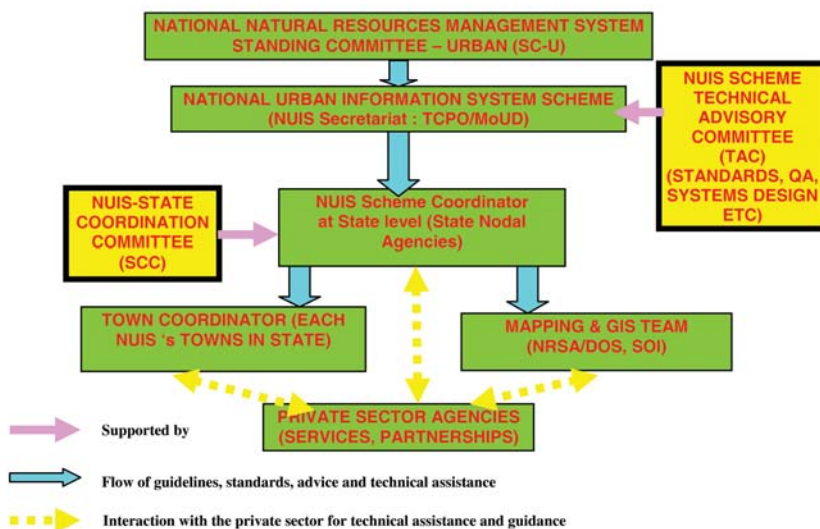 NATIONAL NATURAL RESOURCES MANAGEMENT SYSTEM
STANDING COMMITTEE – URBAN (SC-U)
NATIONAL URBAN INFORMATION SYSTEM SCHEME
(NUIS Secretariat : TCPO/MoUD)
NUIS SCHEME
TECHNICAL
ADVISORY
COMMITTEE
(TAC)
(STANDARDS, QA,
SYSTEMS DESIGN
ETC)
NUIS-STATE
COORDINATION
COMMITTEE
(SCC)
NUIS Scheme Coordinator
at State level (State Nodal
Agencies)
TOWN COORDINATOR (EACH
NUIS ‘s TOWNS IN STATE)
MAPPING & GIS TEAM
(NRSA/DOS, SOI)
PRIVATE SECTOR AGENCIES
(SERVICES, PARTNERSHIPS)
Supported by
Flow of guidelines, standards, advice and technical assistance
Interaction with the private sector for technical assistance and guidance